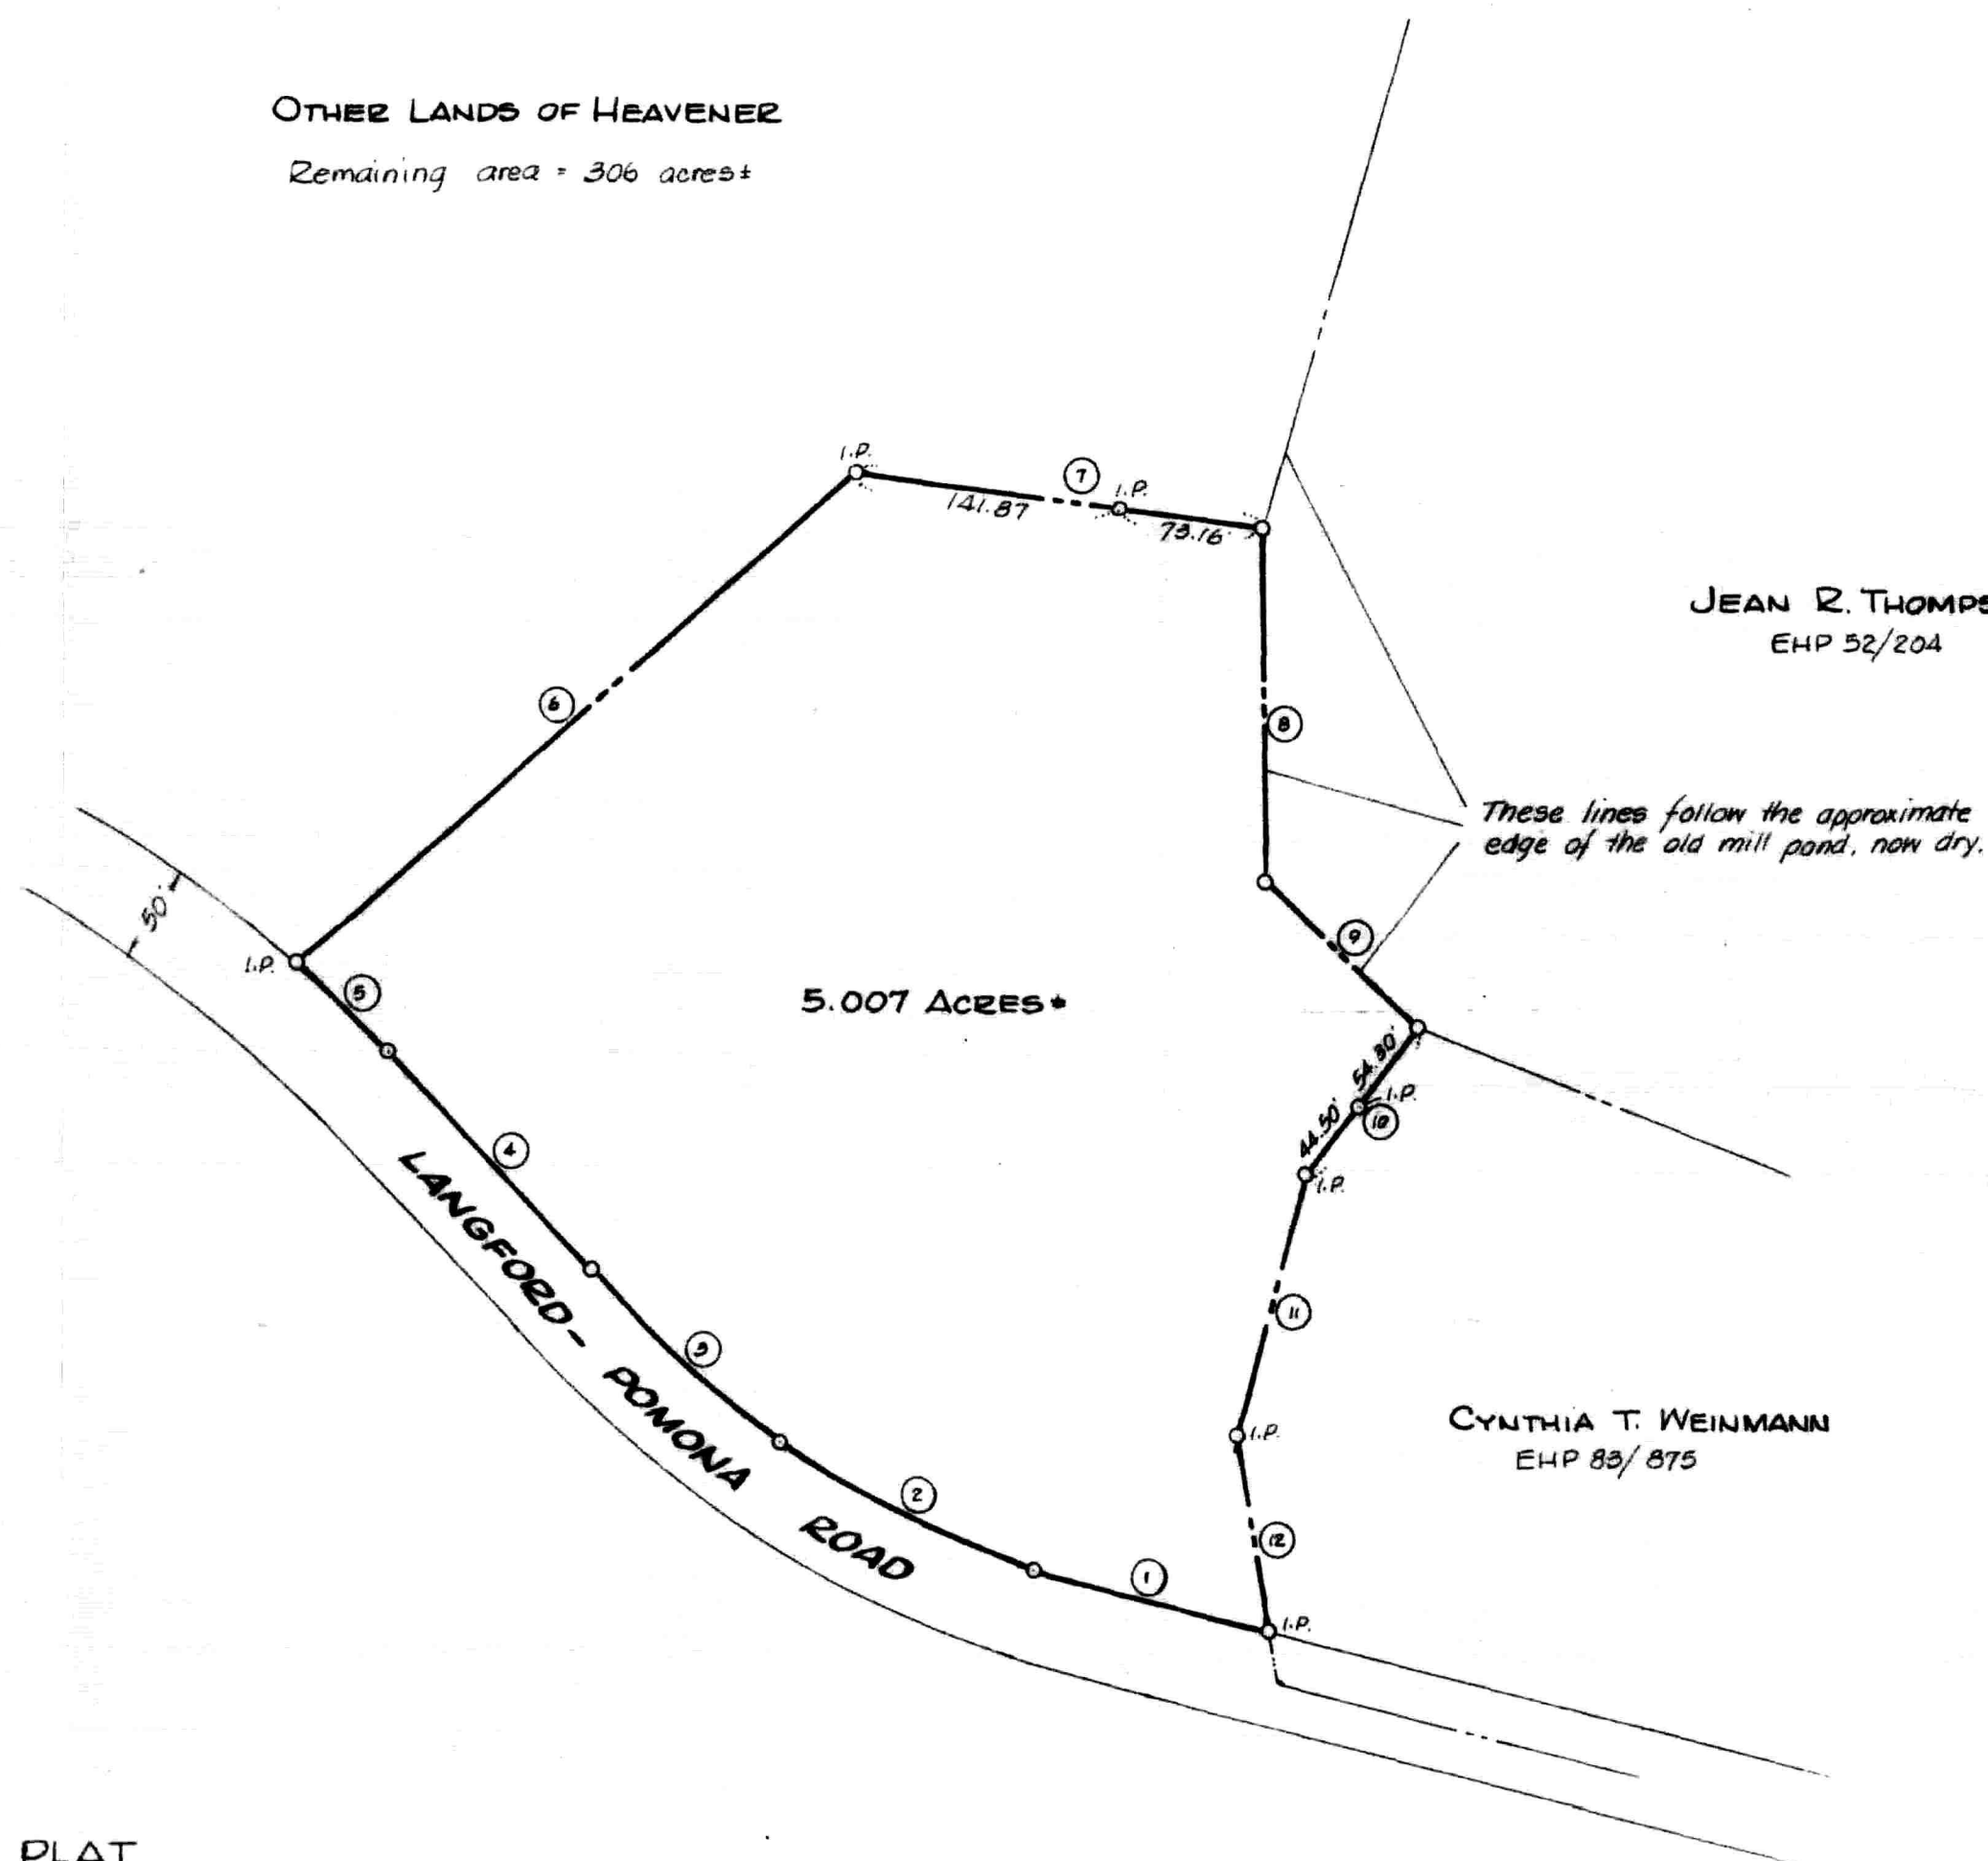 OTHER LANDS OF HEAVENER
Remaining area = 306 acres±
I.P.
7
I.P.
141.87
73.16'
JEAN R. THOMPS
EHP 52/204
6
8
These lines follow the approximate
edge of the old mill pond, now dry.
50'
9
I.P.
5
5.007 ACRES±
54.30'
I.P.
10
44.50'
I.P.
4
LANGFORD - POMONA ROAD
11
3
CYNTHIA T. WEINMANN
EHP 83/875
I.P.
2
12
1
I.P.
PLAT